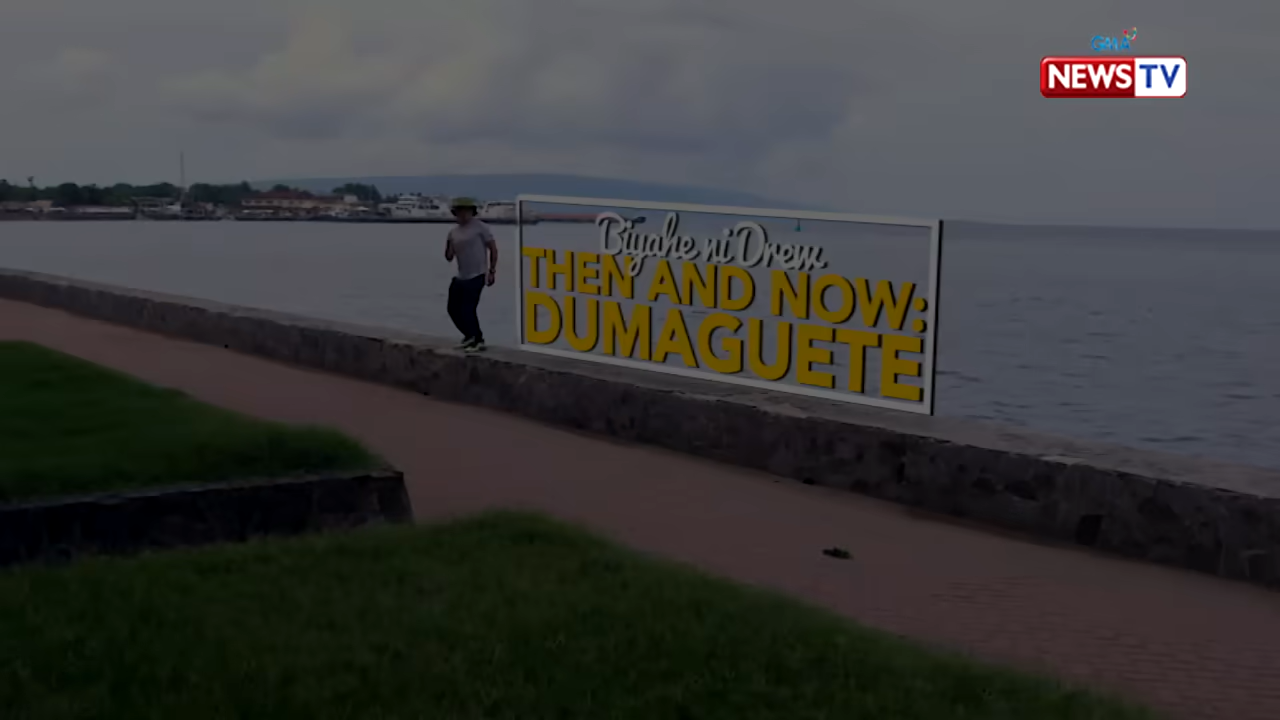 GMA
NEWS TV
Biyahe ni Drew
THEN AND NOW:
DUMAGUETE